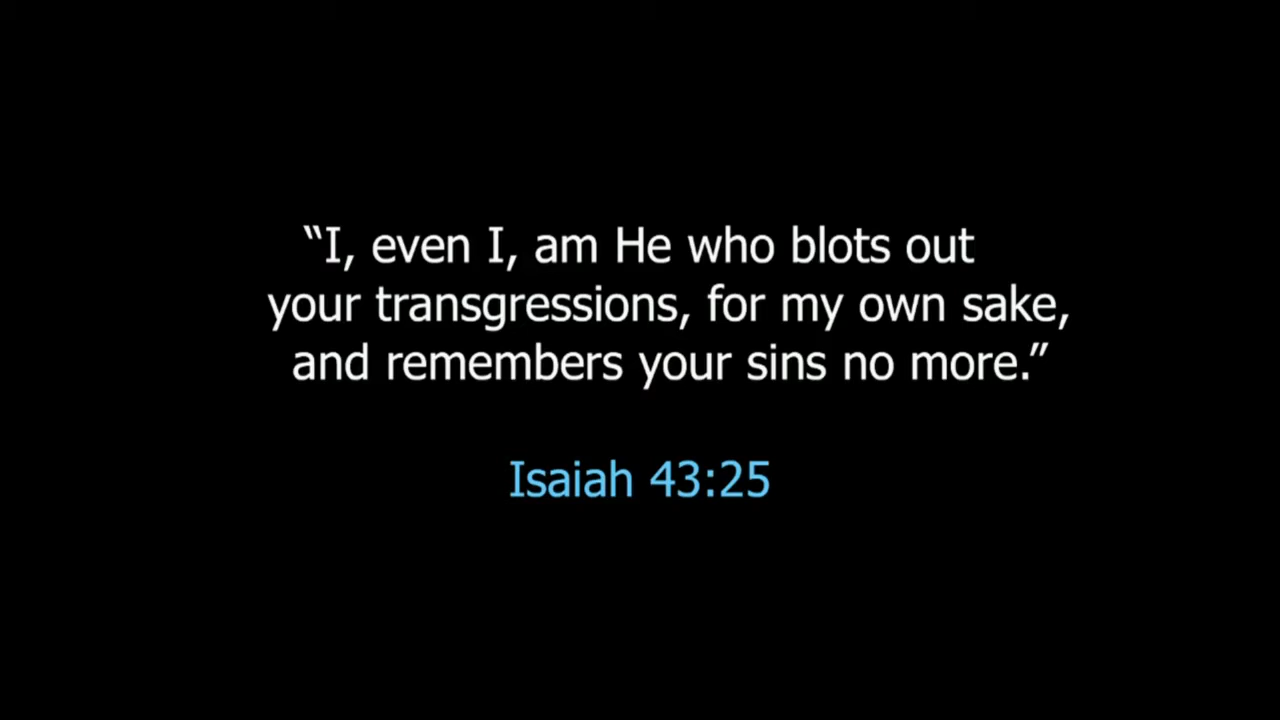 “I, even I, am He who blots out
your transgressions, for my own sake,
and remembers your sins no more.”
Isaiah 43:25